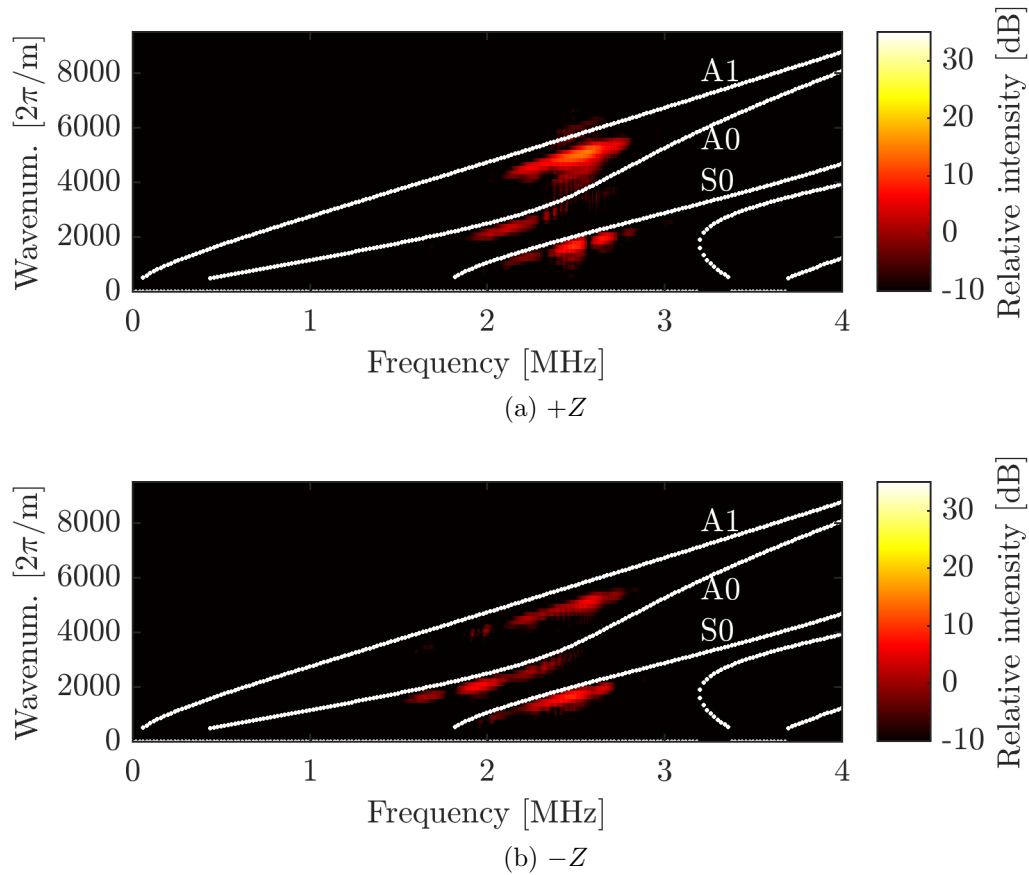 8000
6000
4000
2000
0
Wavenum. [2π/m]
A1
A0
S0
0 1 2 3 4
Frequency [MHz]
30
20
10
0
-10
Relative intensity [dB]
(a) +Z
8000
6000
4000
2000
0
Wavenum. [2π/m]
A1
A0
S0
0 1 2 3 4
Frequency [MHz]
30
20
10
0
-10
Relative intensity [dB]
(b) −Z